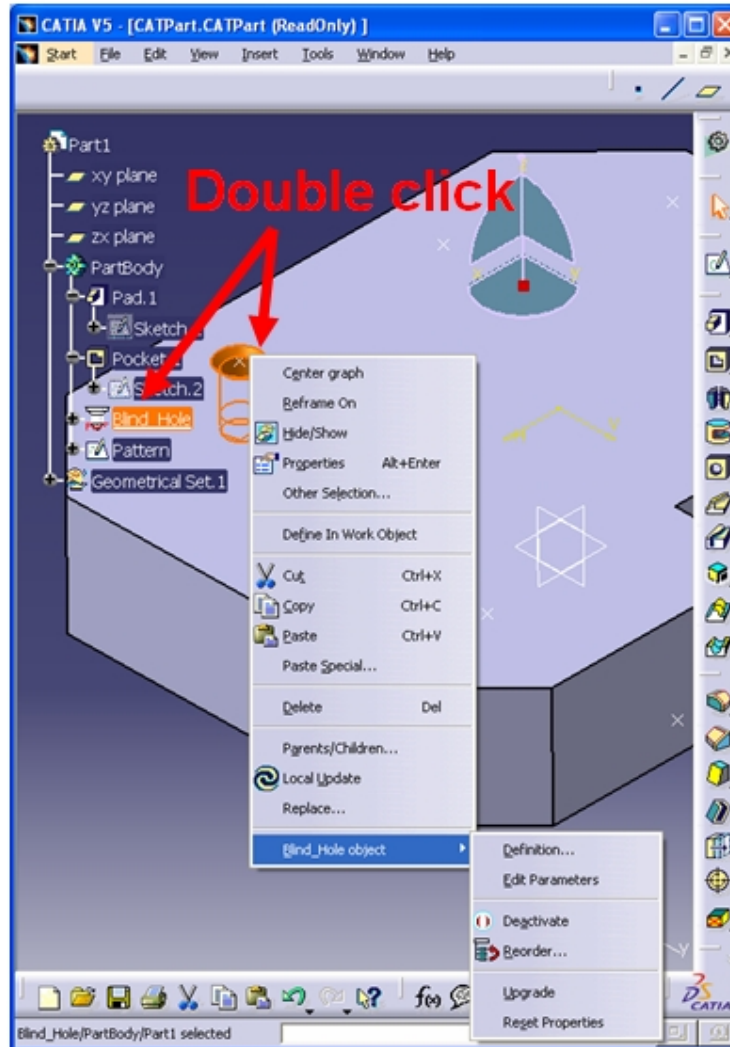 CATIA V5 - [CATPart.CATPart (ReadOnly) ]
Start File Edit View Insert Tools Window Help
Part1
xy plane
yz plane
zx plane
Double click
PartBody
Pad.1
Pocket
Sketch.2
Blind_Hole
Pattern
Geometrical Set.1
Center graph
Reframe On
Hide/Show
Properties Alt+Enter
Other Selection...
Define In Work Object
Cut Ctrl+X
Copy Ctrl+C
Paste Ctrl+V
Paste Special...
Delete Del
Parents/Children...
Local Update
Replace...
Blind_Hole object
Definition...
Edit Parameters
Deactivate
Reorder...
Upgrade
Reset Properties
f(x)
CATIA
Blind_Hole/PartBody/Part1 selected